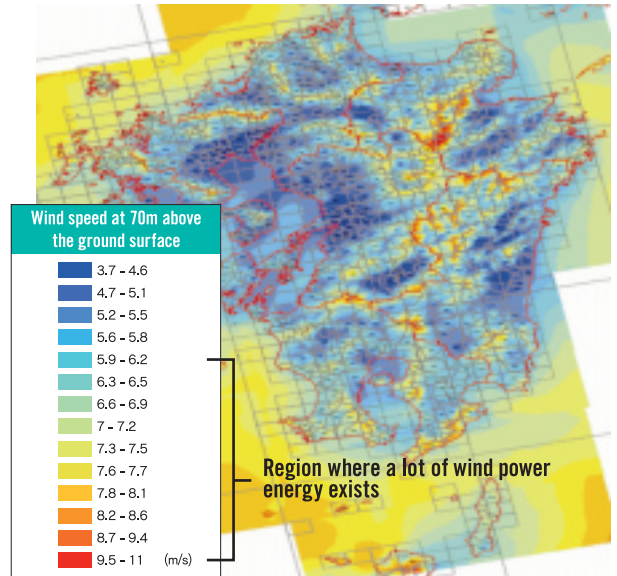 Wind speed at 70m above
the ground surface
3.7 - 4.6
4.7 - 5.1
5.2 - 5.5
5.6 - 5.8
5.9 - 6.2
6.3 - 6.5
6.6 - 6.9
7 - 7.2
7.3 - 7.5
7.6 - 7.7
7.8 - 8.1
8.2 - 8.6
8.7 - 9.4
9.5 - 11 (m/s)
Region where a lot of wind power
energy exists